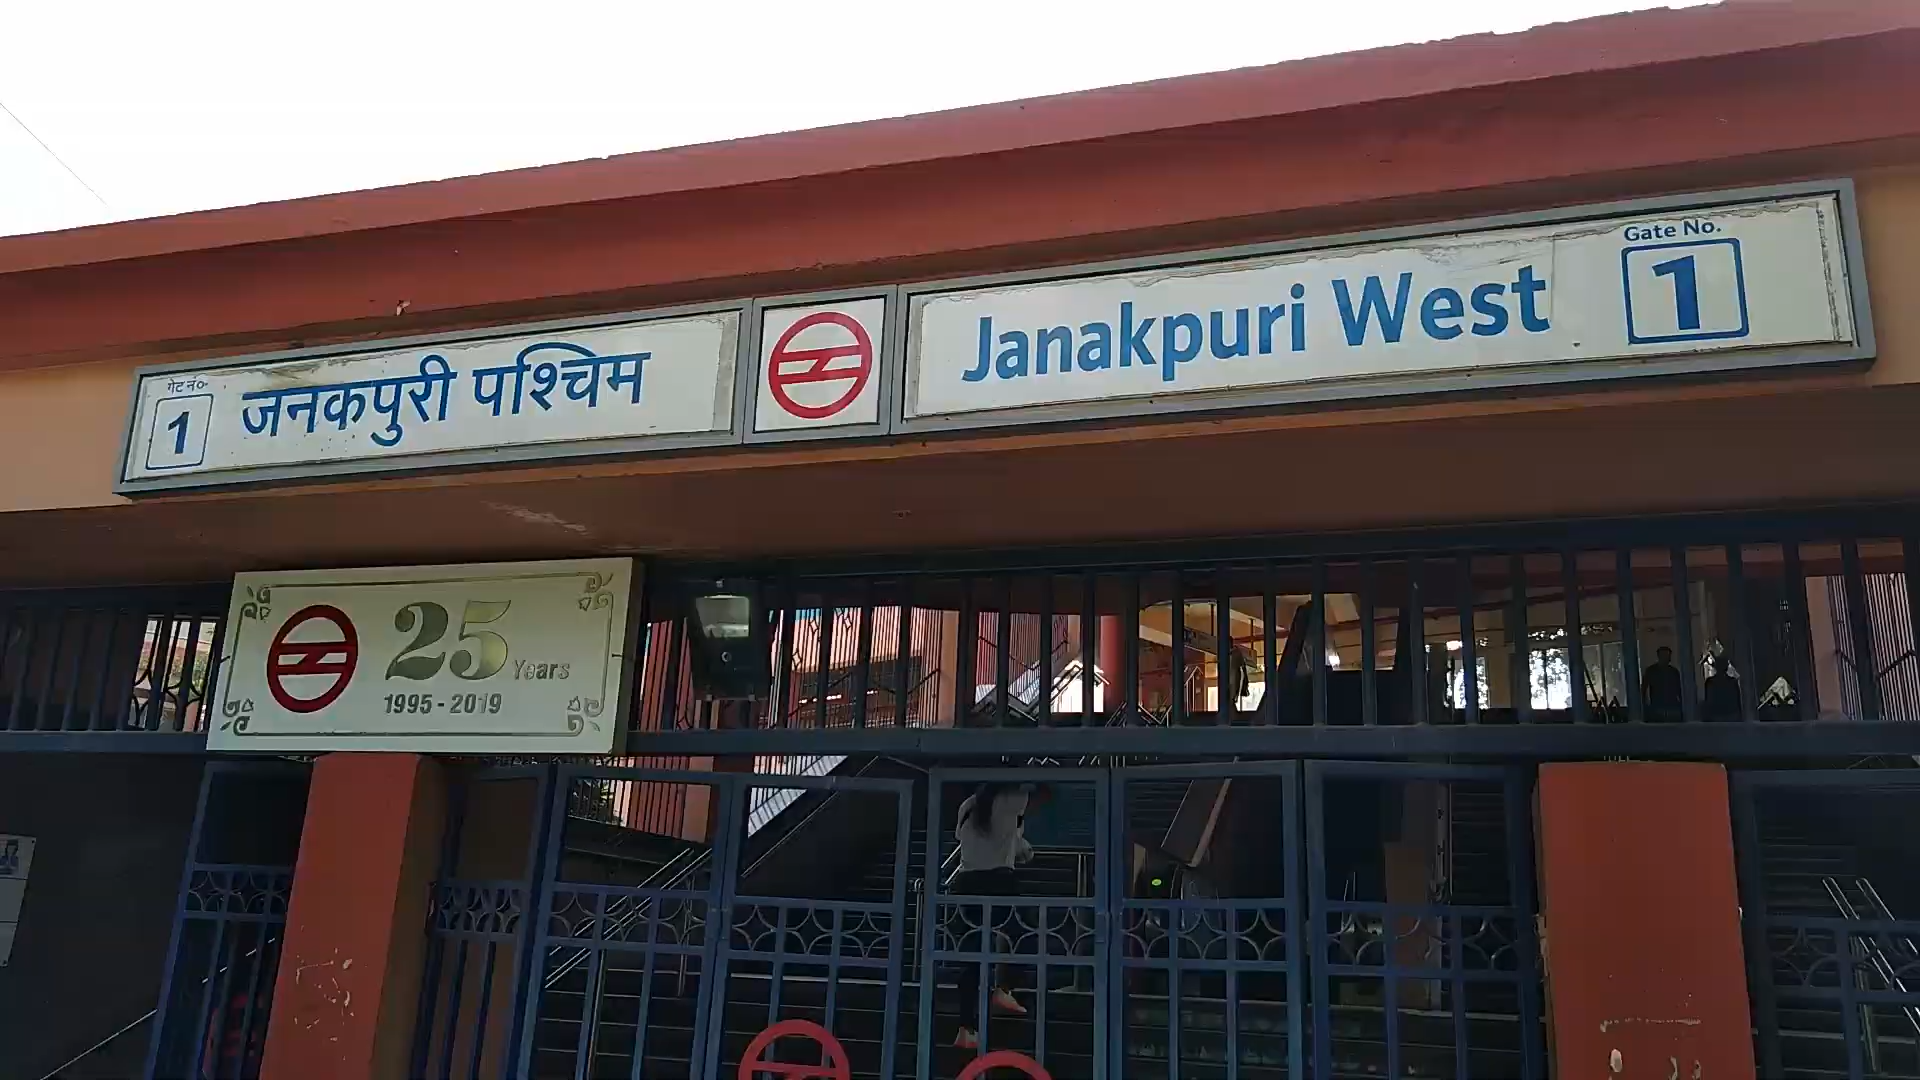 गेट नं०
1
जनकपुरी पश्चिम
Janakpuri West
Gate No.
1
25 Years
1995 - 2019